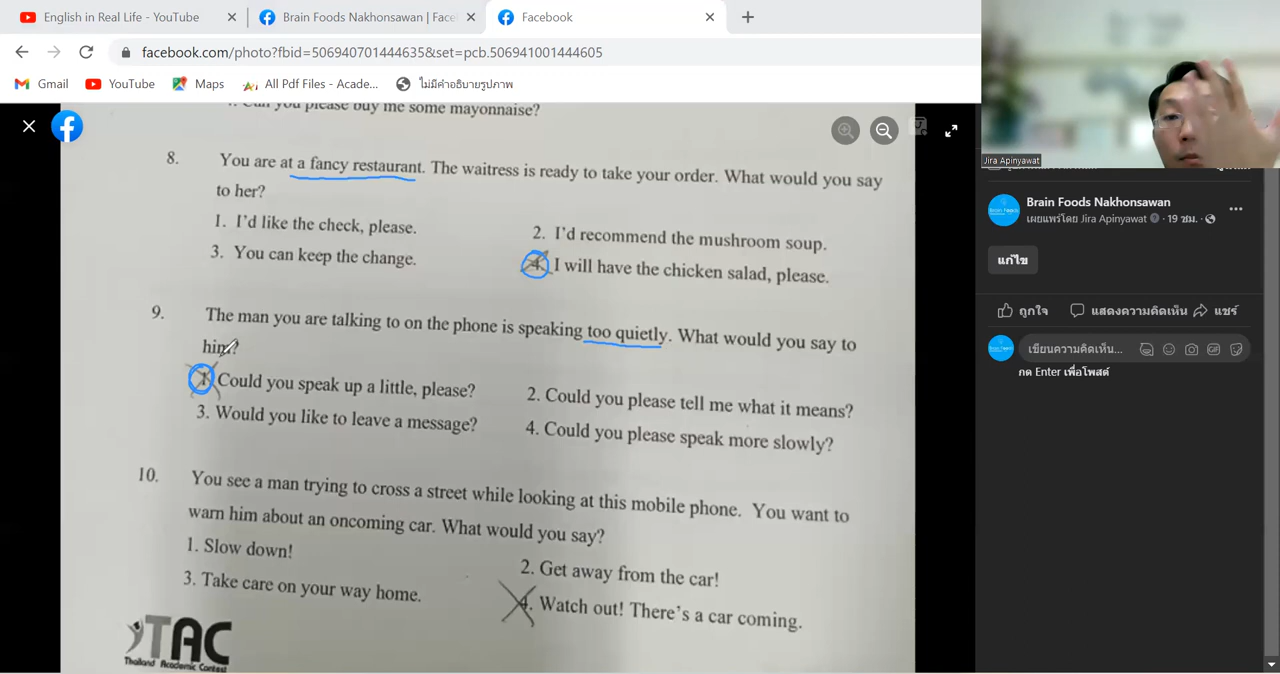 English in Real Life - YouTube
Brain Foods Nakhonsawan | Face
Facebook
facebook.com/photo?fbid=506940701444635&set=pcb.506941001444605
Gmail YouTube Maps All Pdf Files - Acade... ไม่มีคำอธิบายรูปภาพ
Can you please buy me some mayonnaise?
8. You are at a fancy restaurant. The waitress is ready to take your order. What would you say
to her?
1. I'd like the check, please.
2. I'd recommend the mushroom soup.
3. You can keep the change.
4. I will have the chicken salad, please.
9. The man you are talking to on the phone is speaking too quietly. What would you say to
him?
1. Could you speak up a little, please?
2. Could you please tell me what it means?
3. Would you like to leave a message?
4. Could you please speak more slowly?
10. You see a man trying to cross a street while looking at this mobile phone. You want to
warn him about an oncoming car. What would you say?
1. Slow down!
2. Get away from the car!
3. Take care on your way home.
4. Watch out! There's a car coming.
TAC
Thailand Academic Contest
Jira Apinyawat
Brain Foods Nakhonsawan
เผยแพร่โดย Jira Apinyawat 19 ชม.
แก้ไข
ถูกใจ แสดงความคิดเห็น แชร์
เขียนความคิดเห็น...
กด Enter เพื่อโพสต์